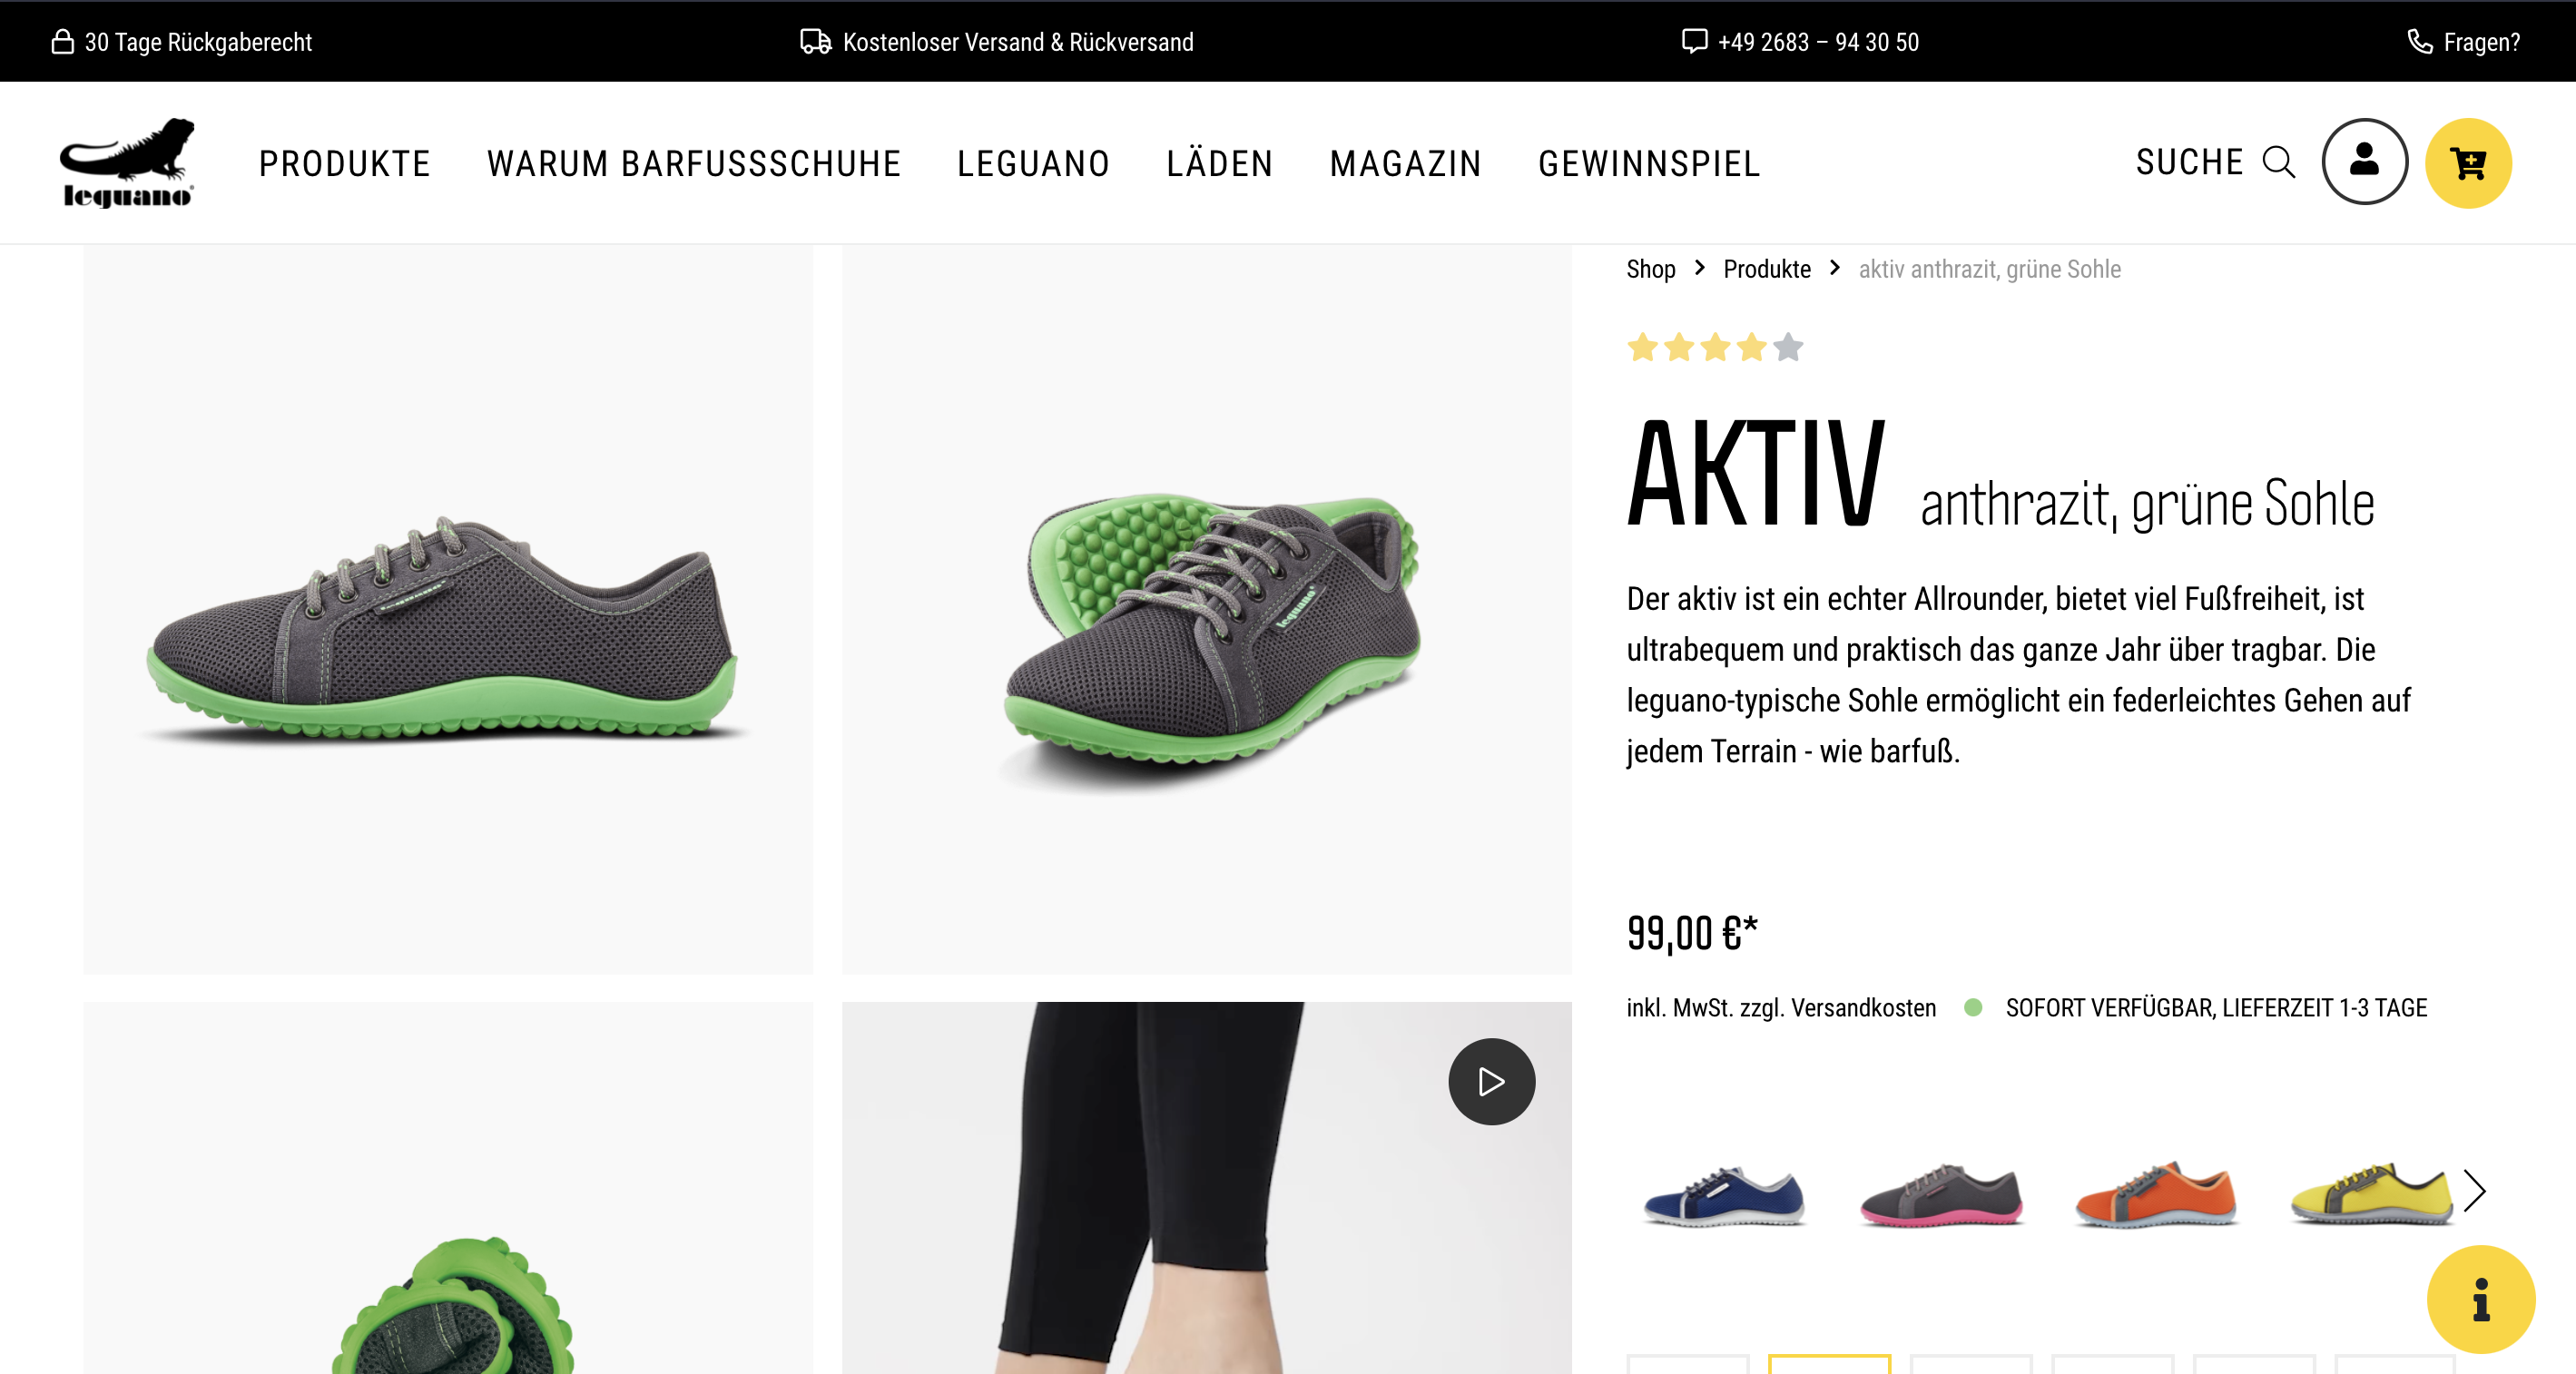 30 Tage Rückgaberecht
Kostenloser Versand & Rückversand
+49 2683 – 94 30 50
Fragen?
leguano
PRODUKTE
WARUM BARFUSSSCHUHE
LEGUANO
LÄDEN
MAGAZIN
GEWINNSPIEL
SUCHE
Shop
Produkte
aktiv anthrazit, grüne Sohle
AKTIV anthrazit, grüne Sohle
Der aktiv ist ein echter Allrounder, bietet viel Fußfreiheit, ist
ultrabequem und praktisch das ganze Jahr über tragbar. Die
leguano-typische Sohle ermöglicht ein federleichtes Gehen auf
jedem Terrain - wie barfuß.
99,00 €*
inkl. MwSt. zzgl. Versandkosten
SOFORT VERFÜGBAR, LIEFERZEIT 1-3 TAGE
leguano
leguano